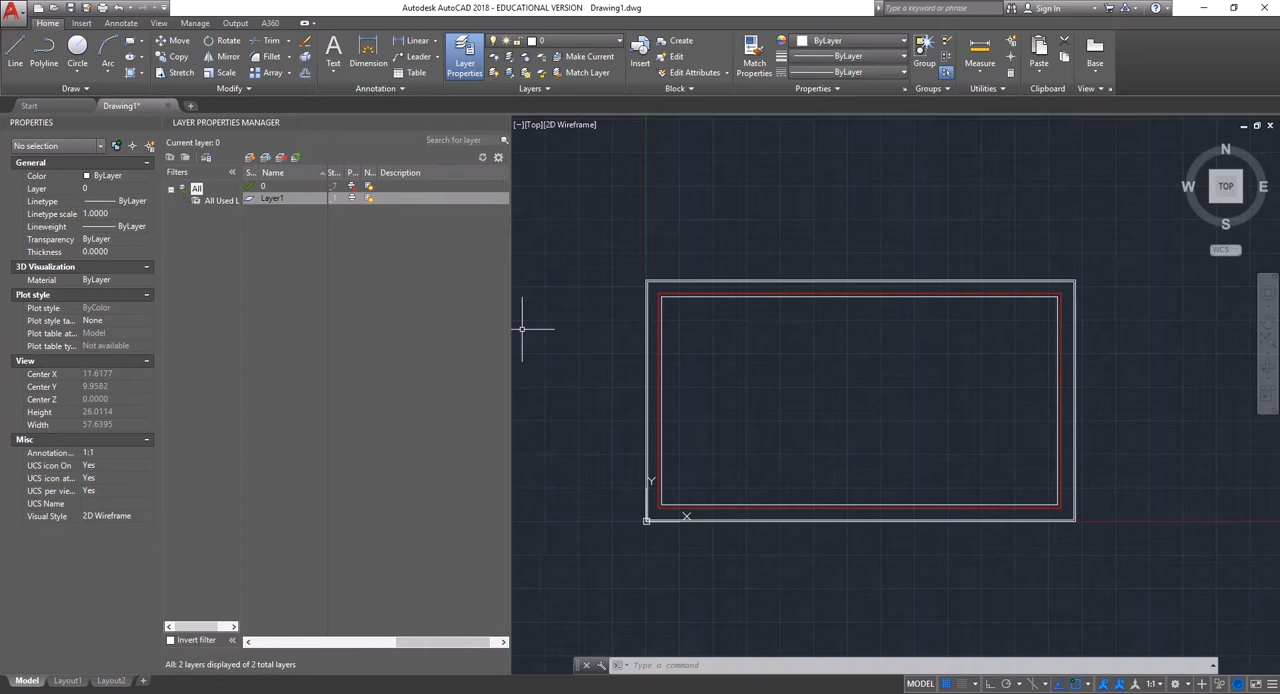 Autodesk AutoCAD 2018 - EDUCATIONAL VERSION Drawing1.dwg
Type a keyword or phrase
Sign In
Home Insert Annotate View Manage Output A360
Line Polyline Circle Arc
Move Rotate Trim
Copy Mirror Fillet
Stretch Scale Array
Text Dimension
Linear
Leader
Table
Layer Properties
0
Make Current
Match Layer
Insert
Create
Edit
Edit Attributes
Match Properties
ByLayer
ByLayer
ByLayer
Group Measure Paste Base
Draw Modify Annotation Layers Block Properties Groups Utilities Clipboard View
Start Drawing1*
PROPERTIES
No selection
General
Color ByLayer
Layer 0
Linetype ByLayer
Linetype scale 1.0000
Lineweight ByLayer
Transparency ByLayer
Thickness 0.0000
3D Visualization
Material ByLayer
Plot style
Plot style ByColor
Plot style ta... None
Plot table at... Model
Plot table ty... Not available
View
Center X 11.6177
Center Y 9.9582
Center Z 0.0000
Height 26.0114
Width 57.6395
Misc
Annotation... 1:1
UCS icon On Yes
UCS icon at... Yes
UCS per vie... Yes
UCS Name
Visual Style 2D Wireframe
LAYER PROPERTIES MANAGER
Current layer: 0
Search for layer
Filters
All
All Used L
S... Name St... P... N... Description
0
Layer1
Invert filter
All: 2 layers displayed of 2 total layers
[−][Top][2D Wireframe]
N
W TOP E
S
WCS
Y
X
Type a command
Model Layout1 Layout2
MODEL
1:1